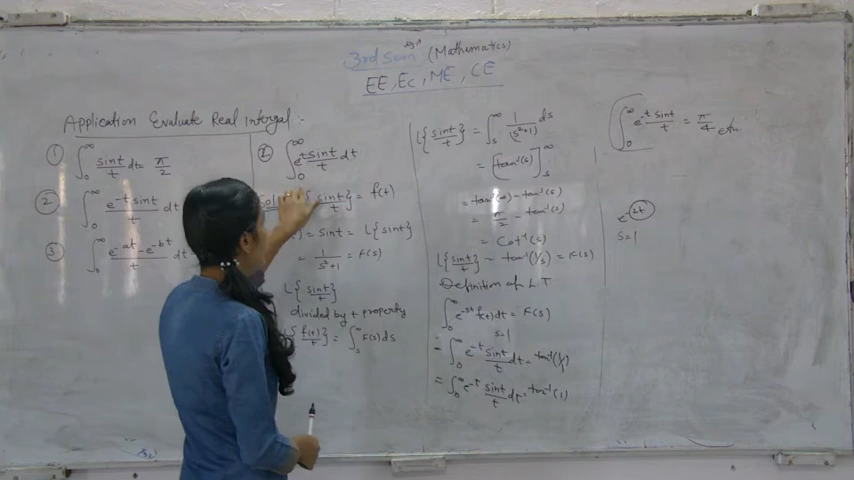 3rd Sem (Mathematics)
EE, EC, ME, CE
Application Evaluate Real Intergal :-
① ∫₀^∞ sint/t dt = π/2
② ∫₀^∞ e^-t sint/t dt
③ ∫₀^∞ e^-at - e^-bt/t dt
② ∫₀^∞ e^-t sint/t dt
sint/t} = f(t)
= sint = L{sint}
= 1/s²+1 = F(s)
L{sint/t}
divided by t property
L{f(t)/t} = ∫ₛ^∞ F(s)ds
L{sint/t} = ∫ₛ^∞ 1/(s²+1) ds
= [tan⁻¹(s)]ₛ^∞
= tan⁻¹(∞) - tan⁻¹(s)
= π/2 - tan⁻¹(s)
= Cot⁻¹(s)
L{sint/t} = tan⁻¹(1/s) = F(s)
Definition of L T
∫₀^∞ e^-st f(t)dt = F(s)
s=1
= ∫₀^∞ e^-t sint/t dt = tan⁻¹(1/1)
= ∫₀^∞ e^-t sint/t dt = tan⁻¹(1)
∫₀^∞ e^-t sint/t = π/4
e^-2t
s=1